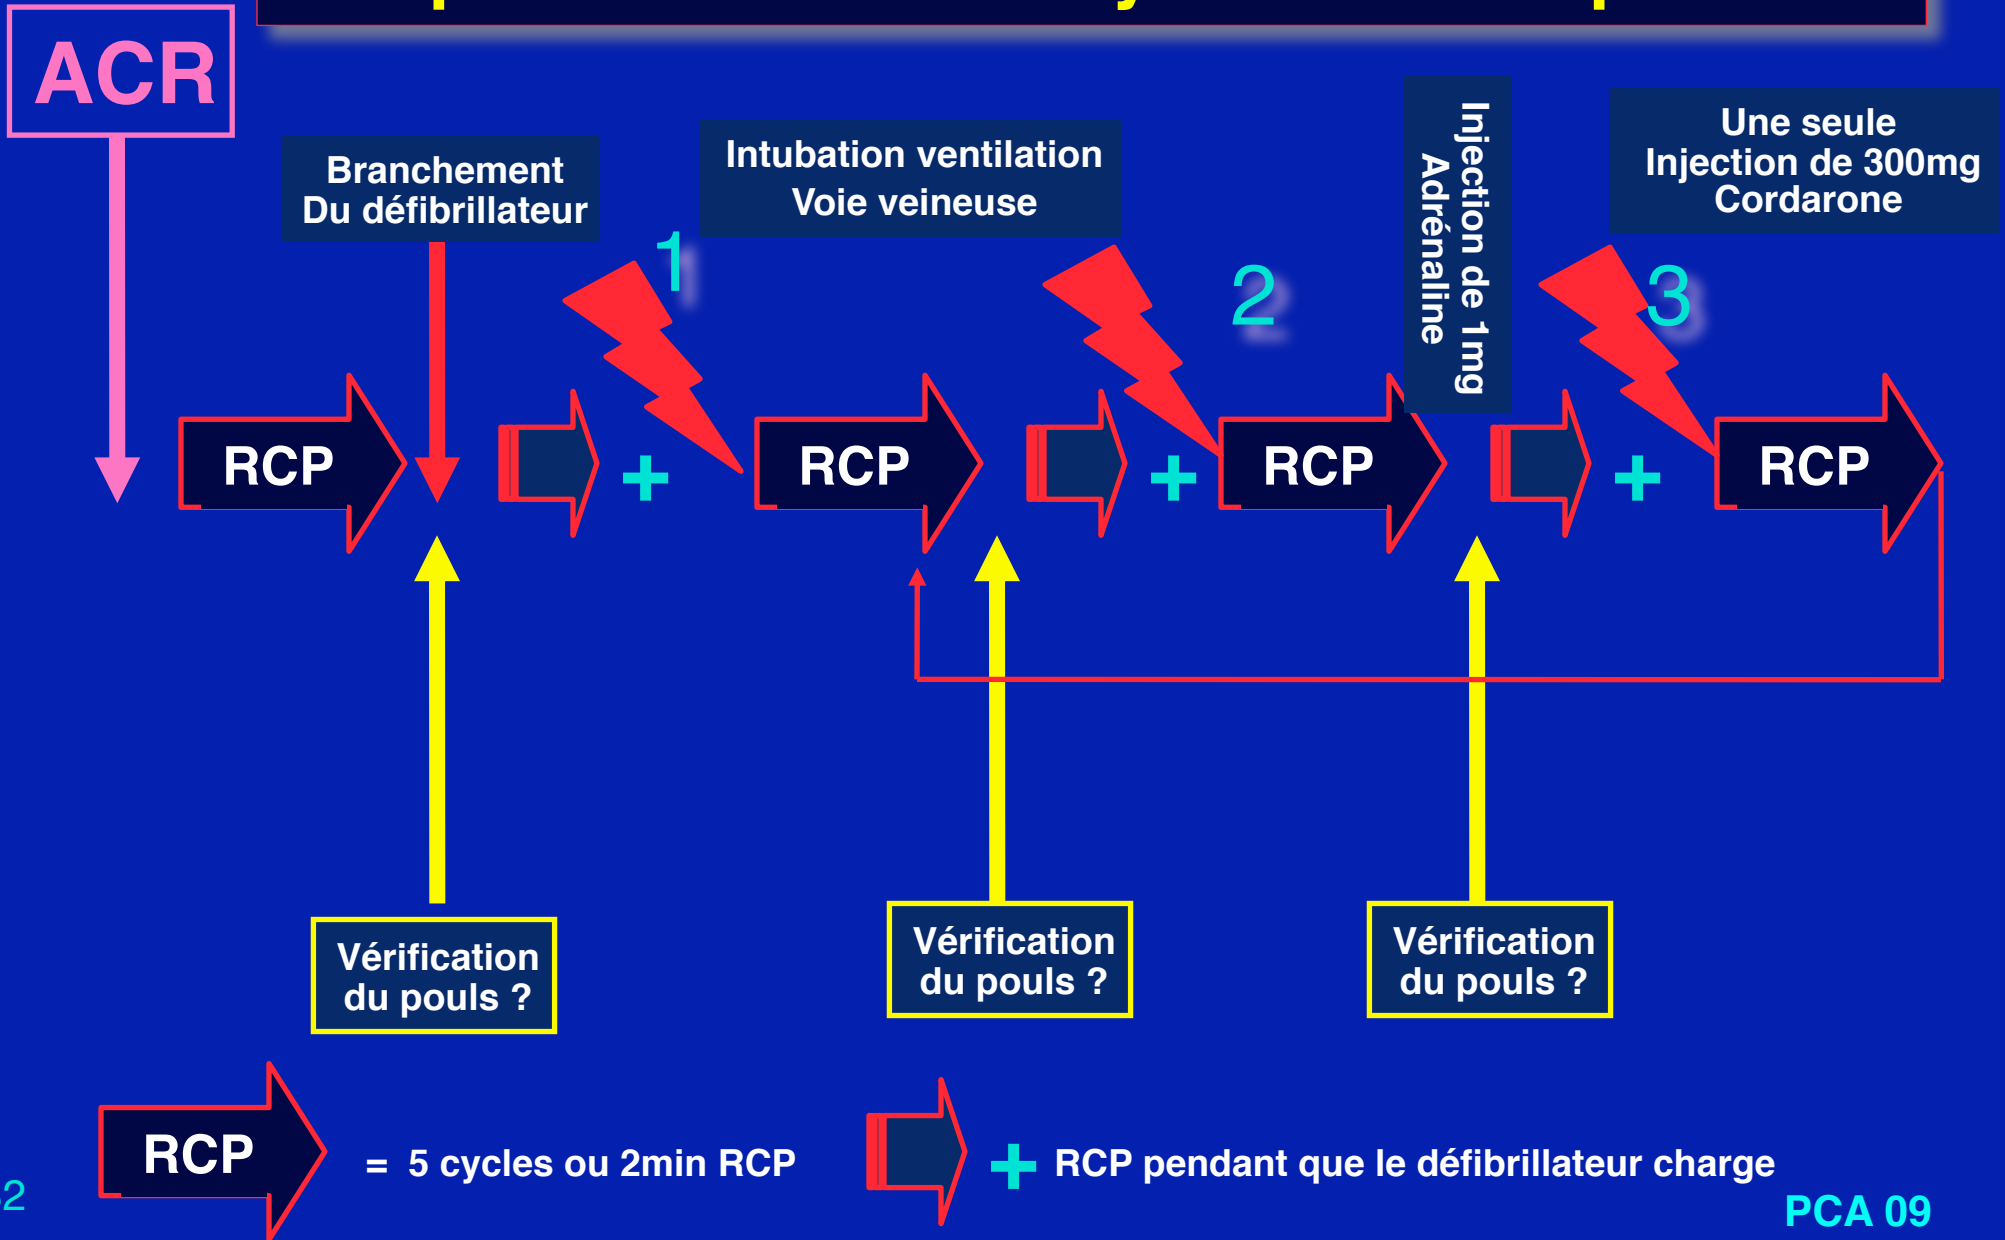 ACR
Branchement
Du défibrillateur
1
Intubation ventilation
Voie veineuse
2
Injection de 1mg
Adrénaline
3
Une seule
Injection de 300mg
Cordarone
RCP
+
RCP
+
RCP
+
RCP
Vérification
du pouls ?
Vérification
du pouls ?
Vérification
du pouls ?
RCP
= 5 cycles ou 2min RCP
+ RCP pendant que le défibrillateur charge
2
PCA 09